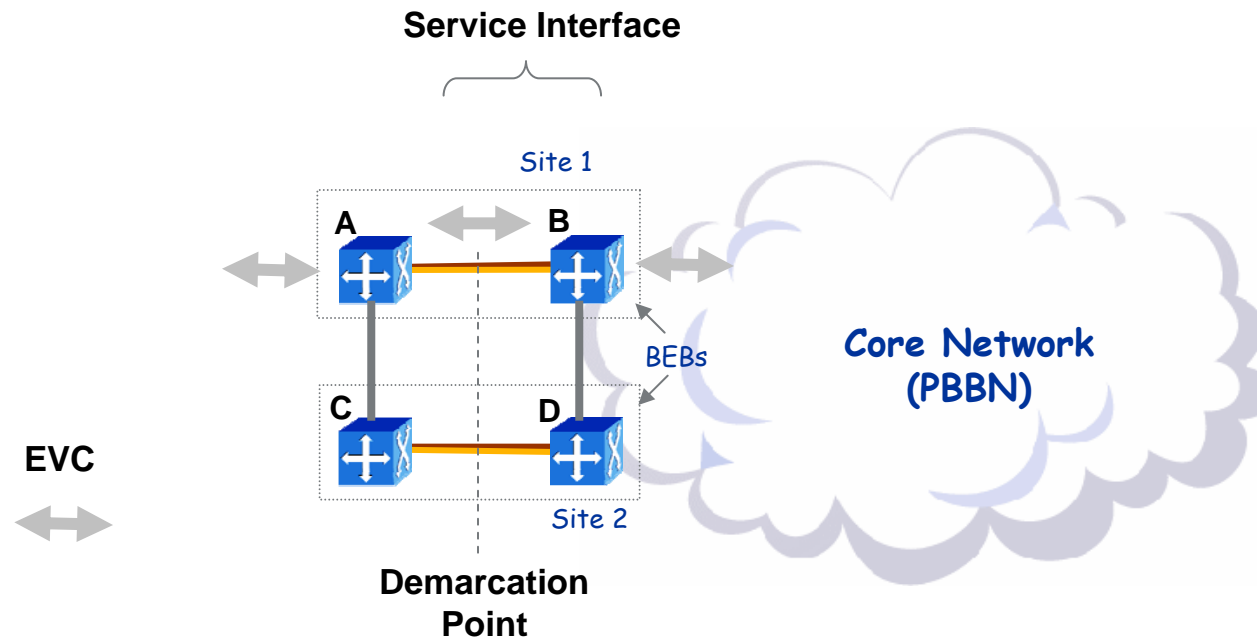 Service Interface
Site 1
A
B
BEBs
Core Network
(PBBN)
C
D
EVC
Site 2
Demarcation
Point